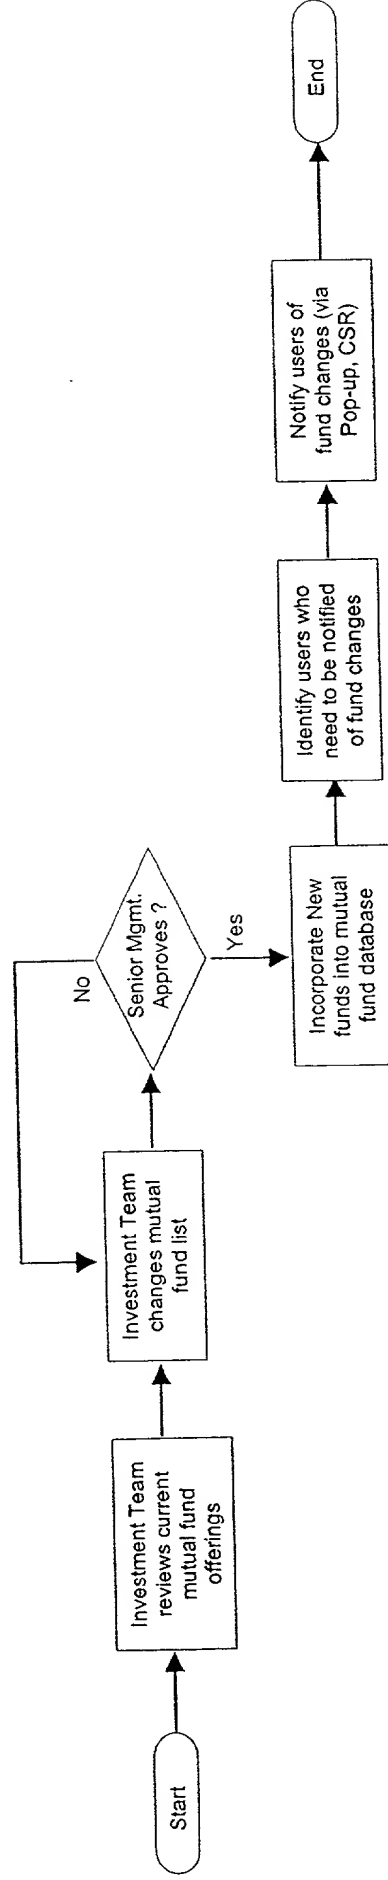 Start
Investment Team
reviews current
mutual fund
offerings
Investment Team
changes mutual
fund list
Senior Mgmt.
Approves ?
No
Yes
Incorporate New
funds into mutual
fund database
Identify users who
need to be notified
of fund changes
Notify users of
fund changes (via
Pop-up, CSR)
End